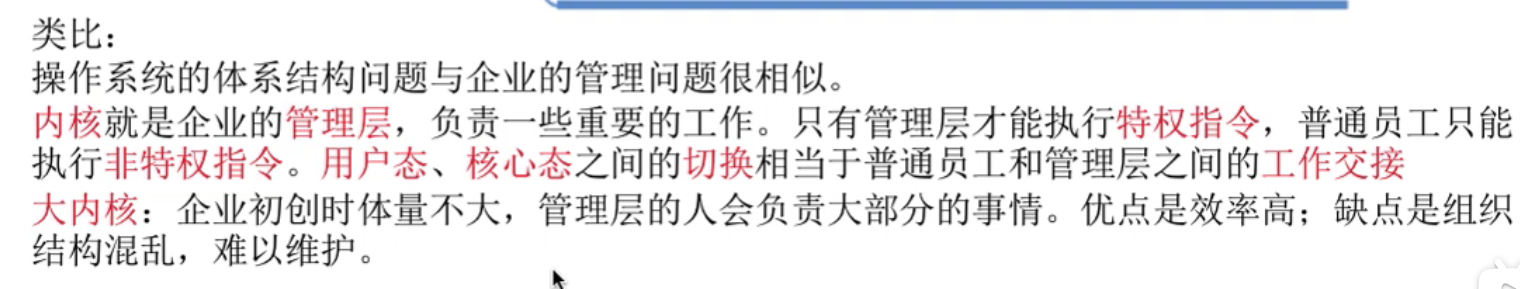 类比：
操作系统的体系结构问题与企业的管理问题很相似。
内核就是企业的管理层，负责一些重要的工作。只有管理层才能执行特权指令，普通员工只能
执行非特权指令。用户态、核心态之间的切换相当于普通员工和管理层之间的工作交接
大内核：企业初创时体量不大，管理层的人会负责大部分的事情。优点是效率高；缺点是组织
结构混乱，难以维护。